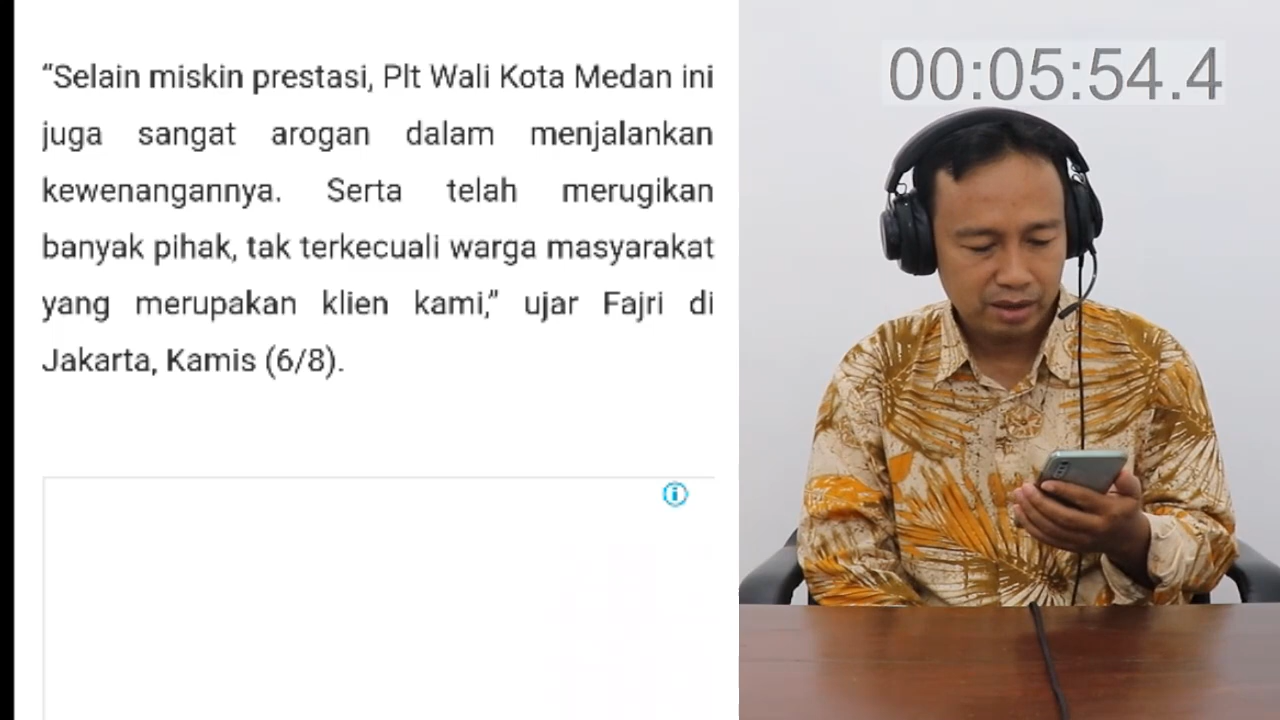 “Selain miskin prestasi, Plt Wali Kota Medan ini
juga sangat arogan dalam menjalankan
kewenangannya. Serta telah merugikan
banyak pihak, tak terkecuali warga masyarakat
yang merupakan klien kami,” ujar Fajri di
Jakarta, Kamis (6/8).
00:05:54.4